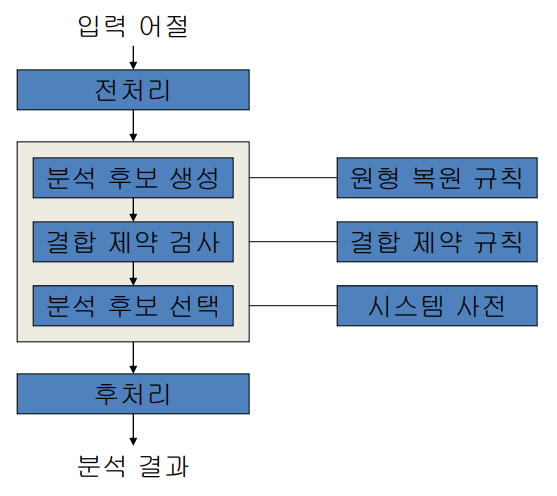 입력 어절
전처리
분석 후보 생성
원형 복원 규칙
결합 제약 검사
결합 제약 규칙
분석 후보 선택
시스템 사전
후처리
분석 결과